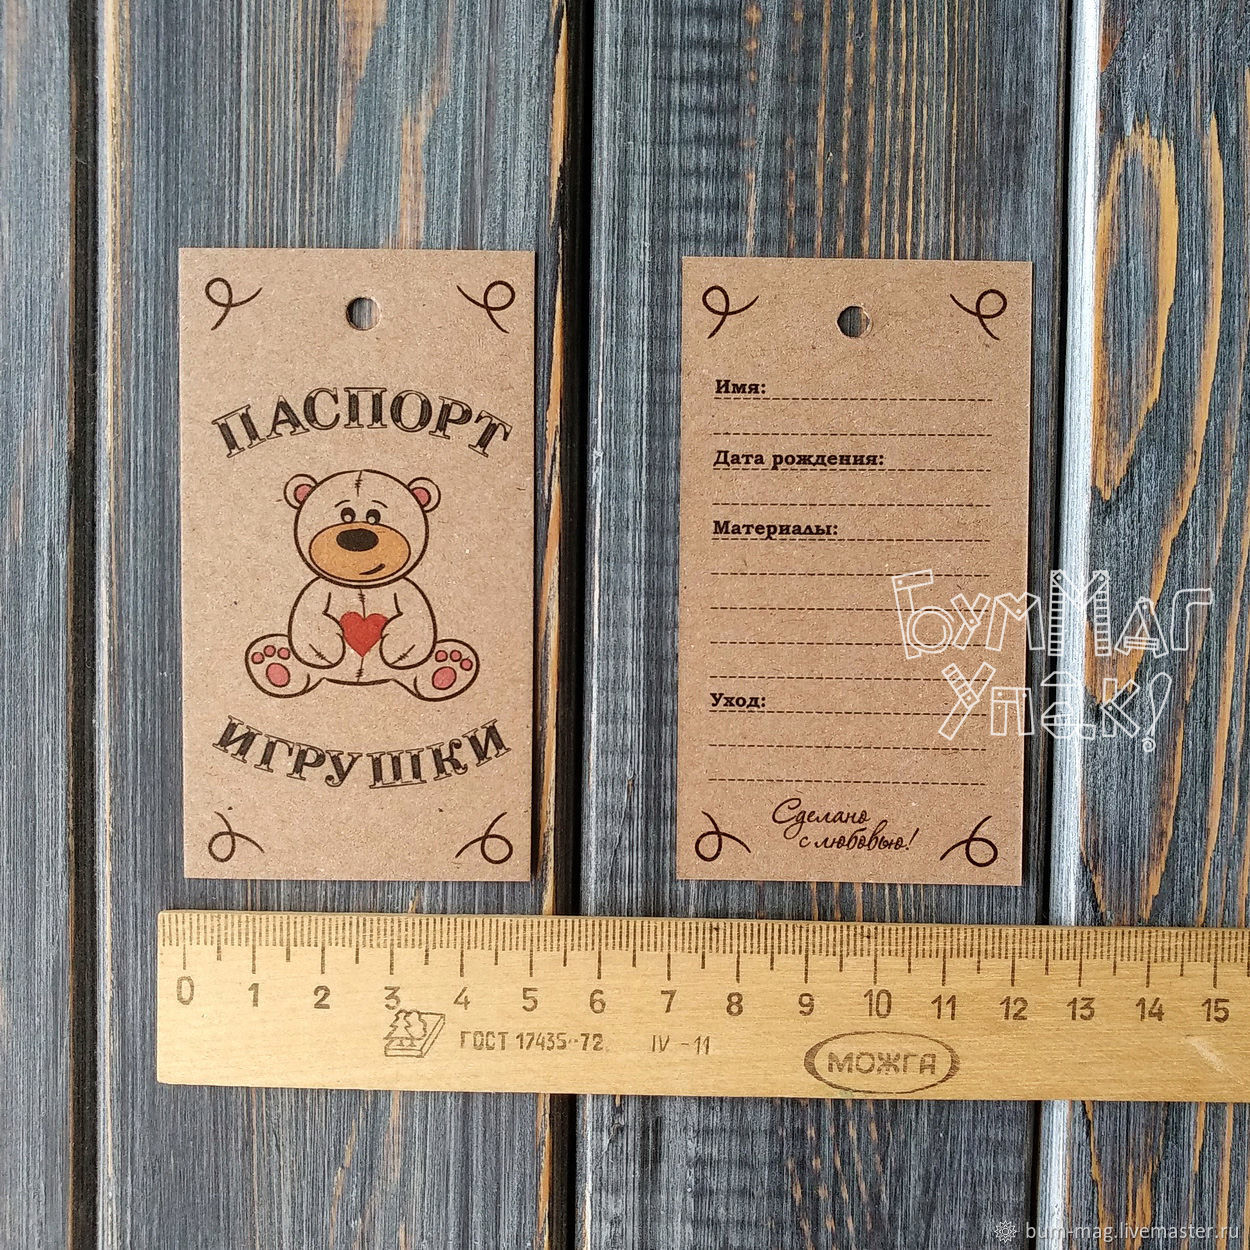 ПАСПОРТ
ИГРУШКИ
Имя:
Дата рождения:
Материалы:
Уход:
Сделано
с любовью!
БумМаг
Упак!
0 1 2 3 4 5 6 7 8 9 10 11 12 13 14 15
ГОСТ 17435-72 IV-11
МОЖГА
bum-mag.livemaster.ru